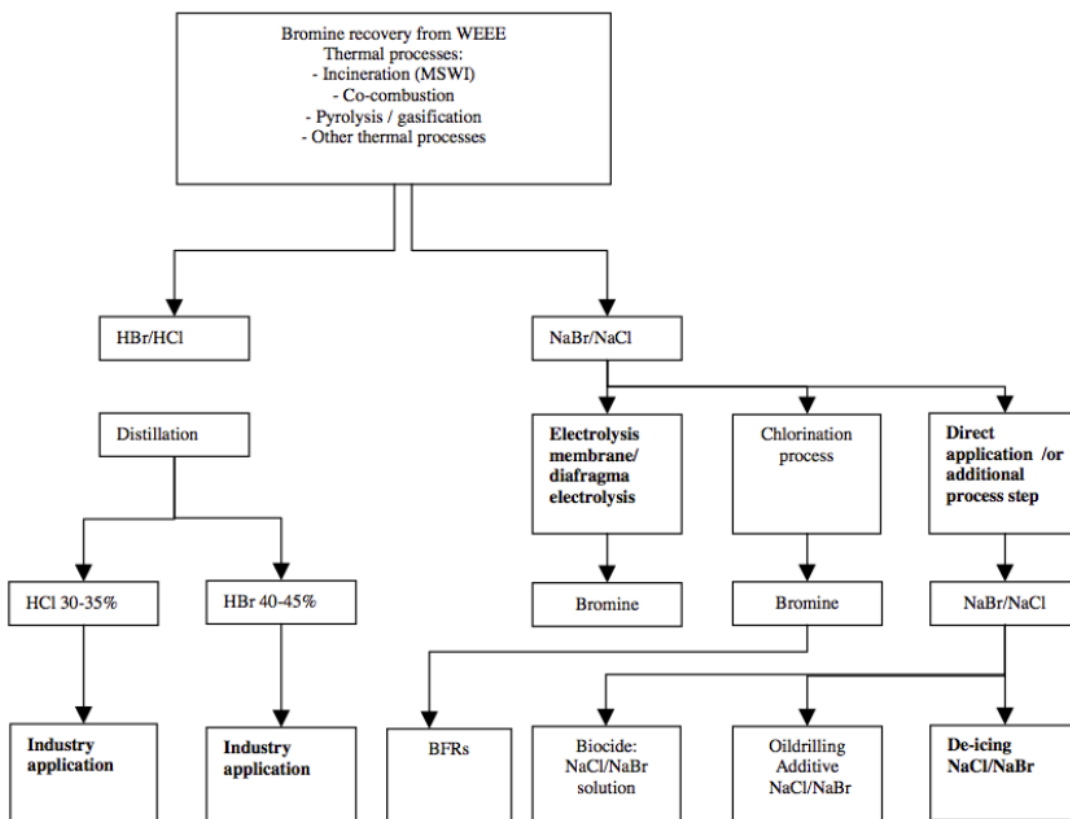 Bromine recovery from WEEE
Thermal processes:
- Incineration (MSWI)
- Co-combustion
- Pyrolysis / gasification
- Other thermal processes
HBr/HCl
NaBr/NaCl
Distillation
Electrolysis
membrane/
diafragma
electrolysis
Chlorination
process
Direct
application /or
additional
process step
HCl 30-35%
HBr 40-45%
Bromine
Bromine
NaBr/NaCl
Industry
application
Industry
application
BFRs
Biocide:
NaCl/NaBr
solution
Oildrilling
Additive
NaCl/NaBr
De-icing
NaCl/NaBr